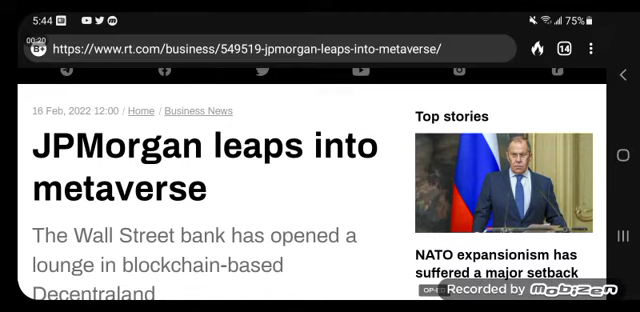 5:44
75%
00:20
https://www.rt.com/business/549519-jpmorgan-leaps-into-metaverse/
14
16 Feb, 2022 12:00 / Home / Business News
JPMorgan leaps into
metaverse
The Wall Street bank has opened a
lounge in blockchain-based
Decentraland
Top stories
NATO expansionism has
suffered a major setback
Recorded by Mobizen